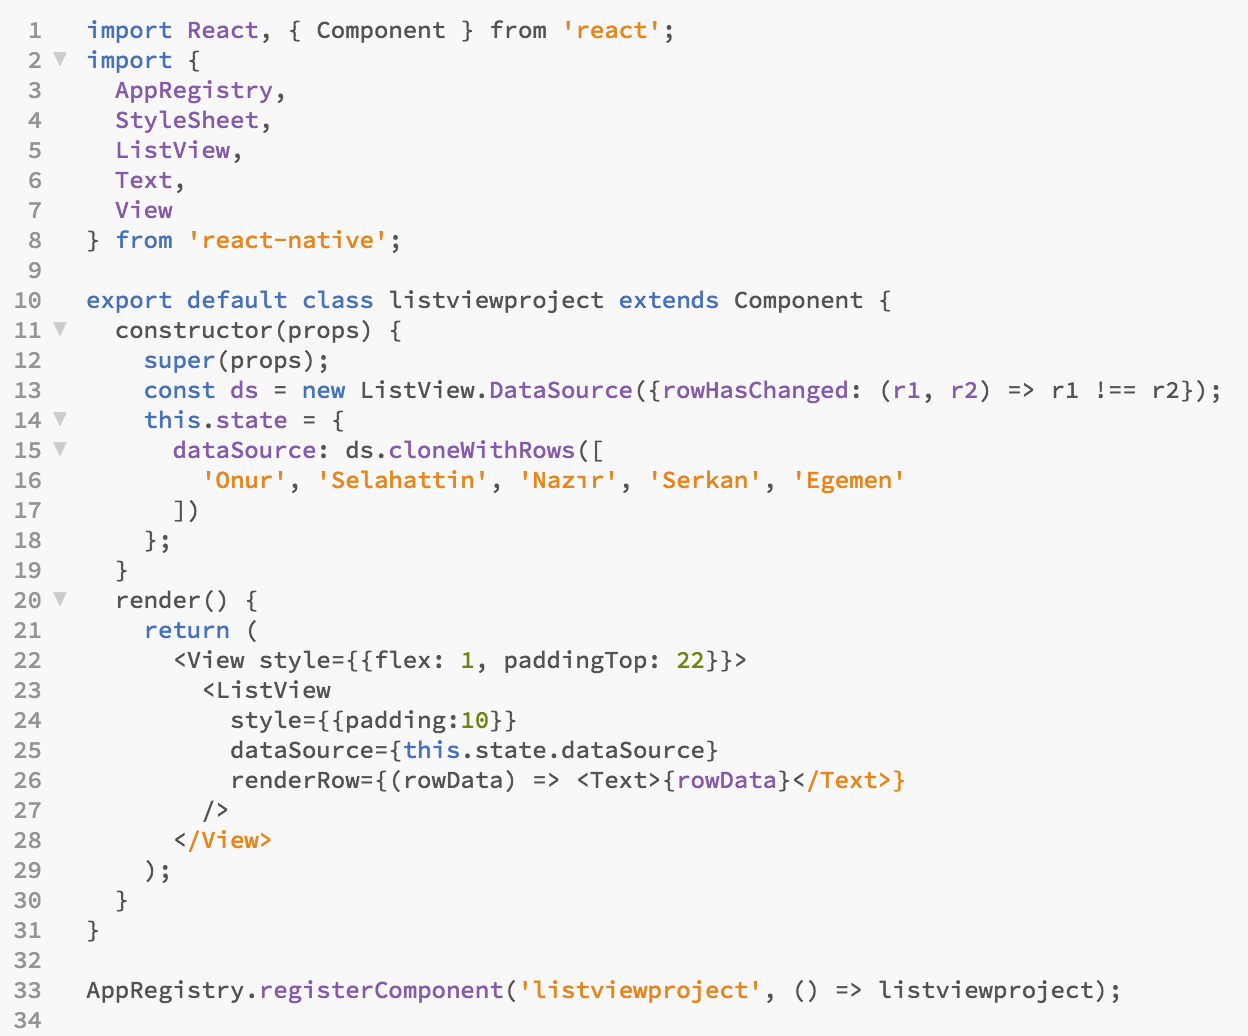 1 import React, { Component } from 'react';
2 ▼ import {
3 AppRegistry,
4 StyleSheet,
5 ListView,
6 Text,
7 View
8 } from 'react-native';
9
10 export default class listviewproject extends Component {
11 ▼ constructor(props) {
12 super(props);
13 const ds = new ListView.DataSource({rowHasChanged: (r1, r2) => r1 !== r2});
14 ▼ this.state = {
15 ▼ dataSource: ds.cloneWithRows([
16 'Onur', 'Selahattin', 'Nazır', 'Serkan', 'Egemen'
17 ])
18 };
19 }
20 ▼ render() {
21 return (
22 <View style={{flex: 1, paddingTop: 22}}>
23 <ListView
24 style={{padding:10}}
25 dataSource={this.state.dataSource}
26 renderRow={(rowData) => <Text>{rowData}</Text>}
27 />
28 </View>
29 );
30 }
31 }
32
33 AppRegistry.registerComponent('listviewproject', () => listviewproject);
34